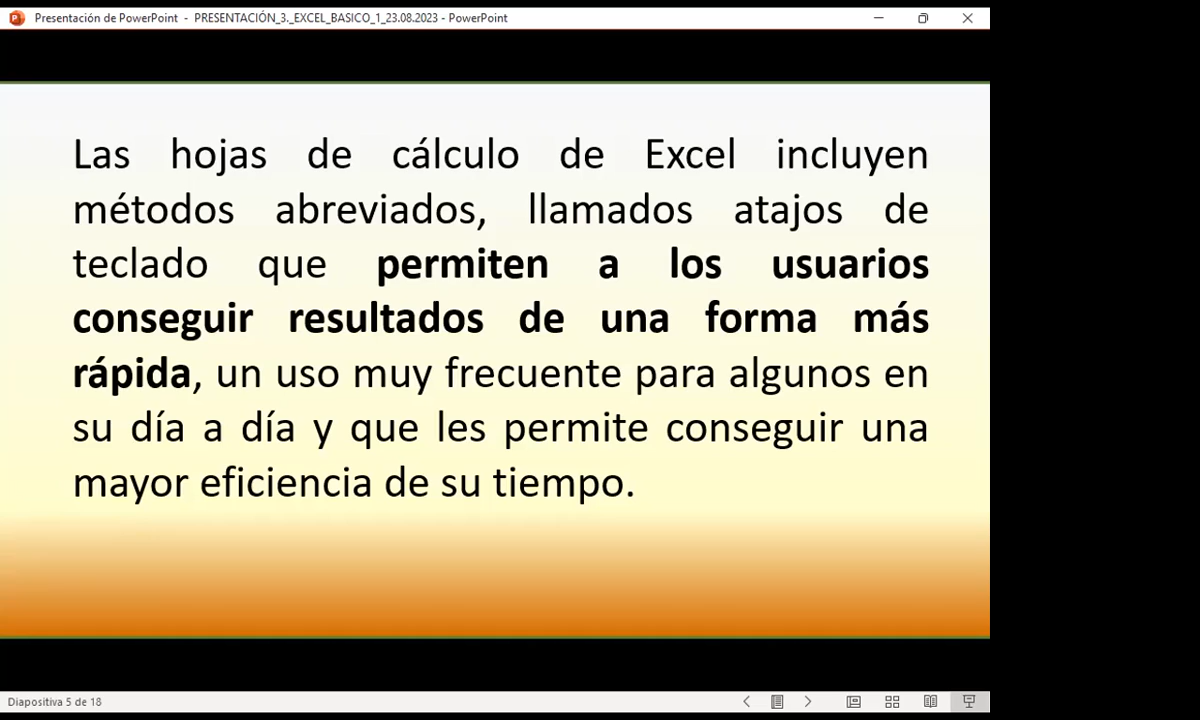 Presentación de PowerPoint - PRESENTACIÓN_3._EXCEL_BASICO_1_23.08.2023 - PowerPoint
Las hojas de cálculo de Excel incluyen
métodos abreviados, llamados atajos de
teclado que permiten a los usuarios
conseguir resultados de una forma más
rápida, un uso muy frecuente para algunos en
su día a día y que les permite conseguir una
mayor eficiencia de su tiempo.
Diapositiva 5 de 18